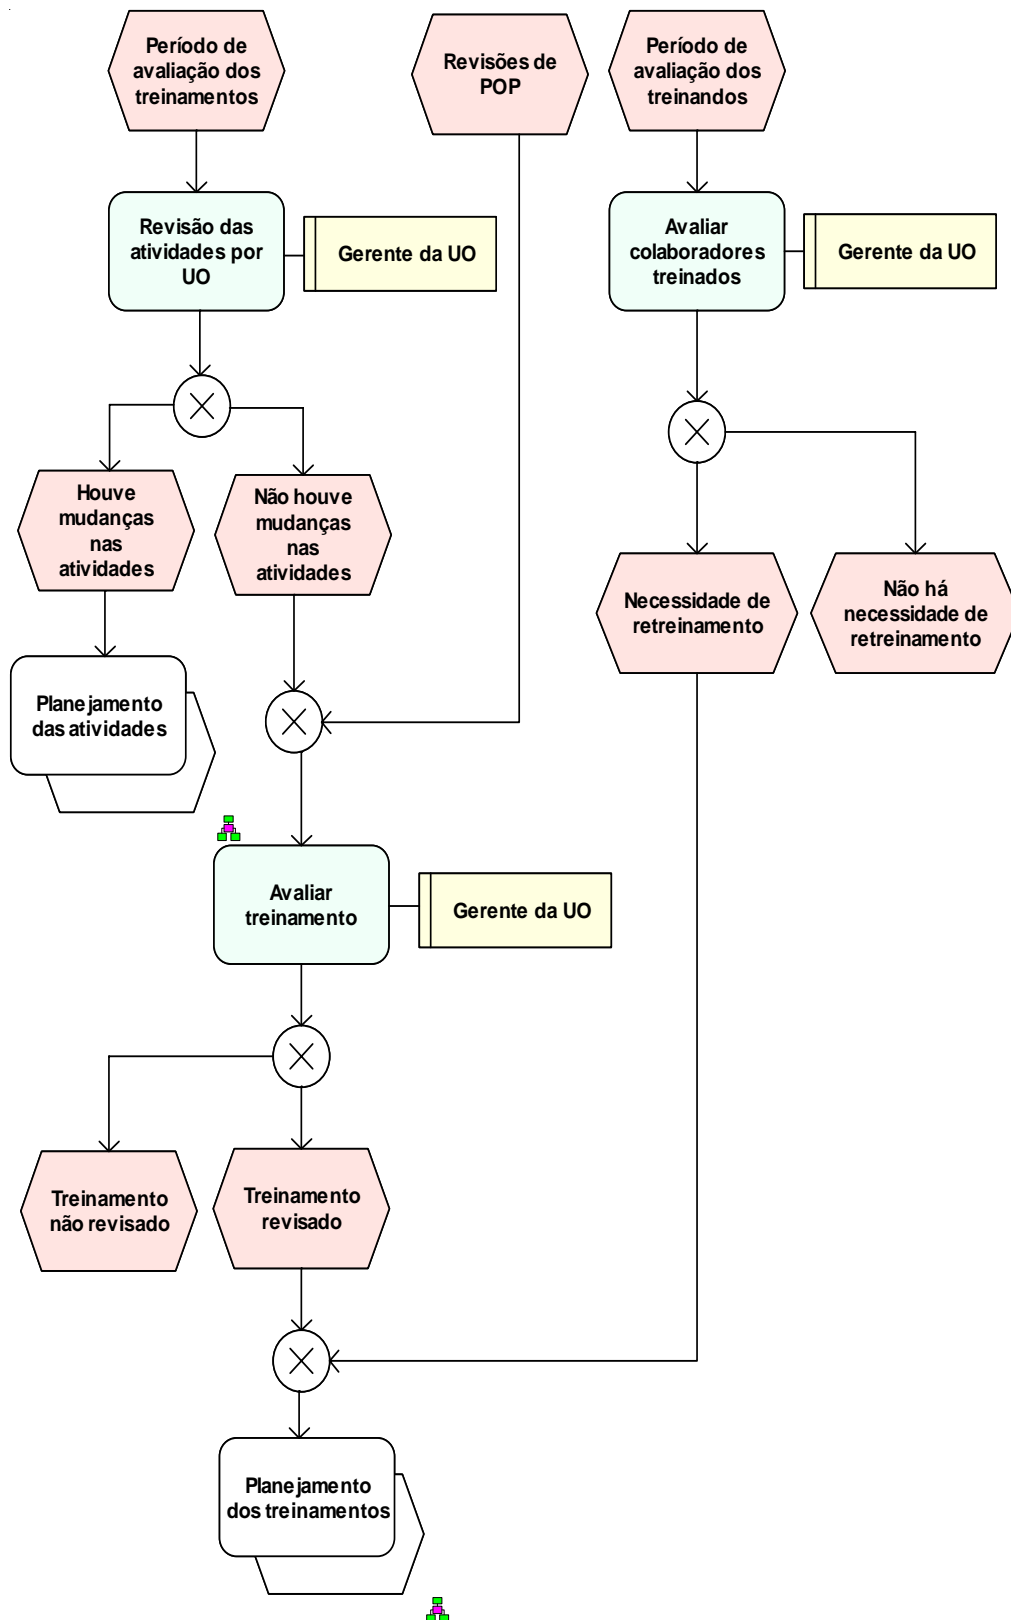 Período de
avaliação dos
treinamentos
Revisões de
POP
Período de
avaliação dos
treinandos
Revisão das
atividades por
UO
Gerente da UO
Avaliar
colaboradores
treinados
Gerente da UO
Houve
mudanças
nas
atividades
Não houve
mudanças
nas
atividades
Necessidade de
retreinamento
Não há
necessidade de
retreinamento
Planejamento
das atividades
Avaliar
treinamento
Gerente da UO
Treinamento
não revisado
Treinamento
revisado
Planejamento
dos treinamentos